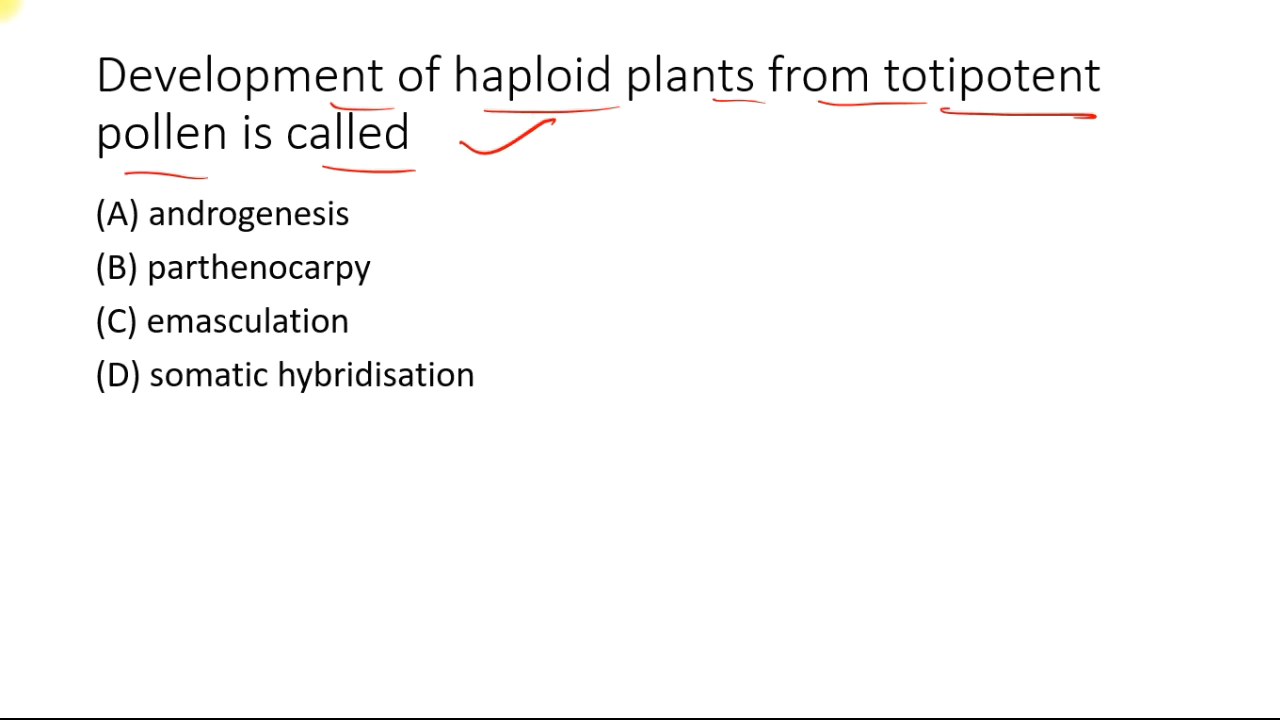 Development of haploid plants from totipotent
pollen is called
(A) androgenesis
(B) parthenocarpy
(C) emasculation
(D) somatic hybridisation